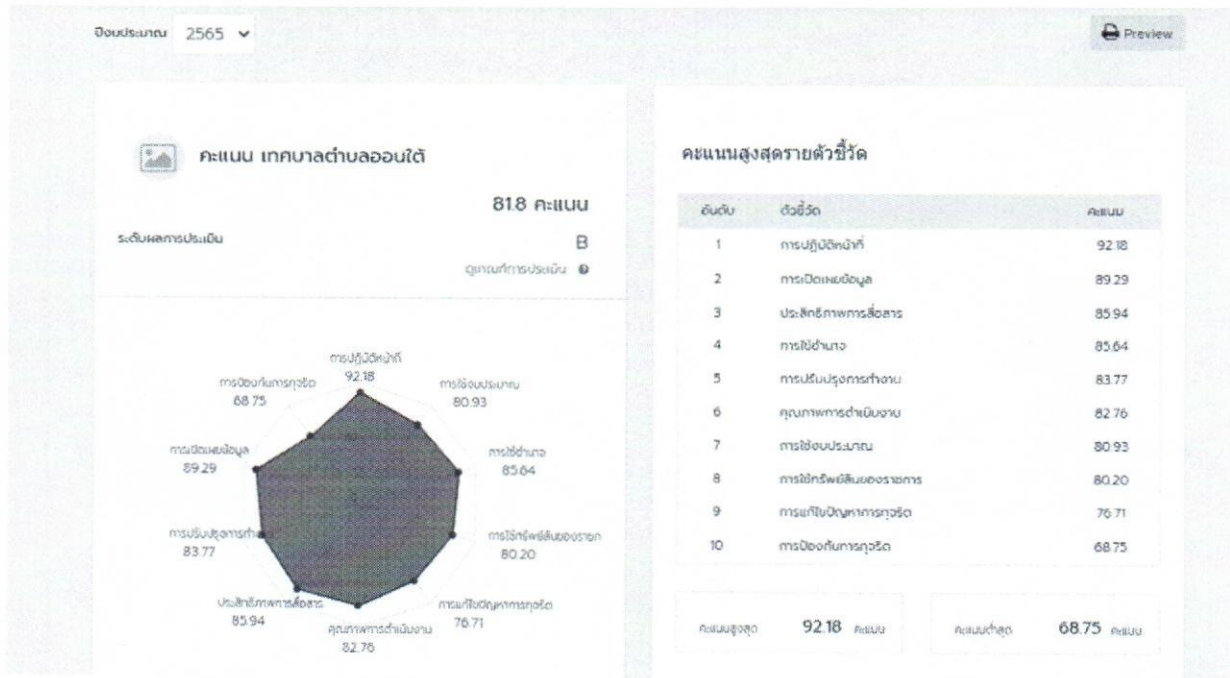 ปีงบประมาณ 2565
Preview
คะแนน เทศบาลตำบลออนใต้
81.8 คะแนน
ระดับผลการประเมิน B
ดูเกณฑ์การประเมิน
การปฏิบัติหน้าที่
92.18
การใช้งบประมาณ
80.93
การใช้อำนาจ
85.64
การใช้ทรัพย์สินของราชก
80.20
การแก้ไขปัญหาการทุจริต
76.71
คุณภาพการดำเนินงาน
82.76
ประสิทธิภาพการสื่อสาร
85.94
การปรับปรุงการทำงาน
83.77
การเปิดเผยข้อมูล
89.29
การป้องกันการทุจริต
68.75
คะแนนสูงสุดรายตัวชี้วัด
อันดับ ตัวชี้วัด คะแนน
1 การปฏิบัติหน้าที่ 92.18
2 การเปิดเผยข้อมูล 89.29
3 ประสิทธิภาพการสื่อสาร 85.94
4 การใช้อำนาจ 85.64
5 การปรับปรุงการทำงาน 83.77
6 คุณภาพการดำเนินงาน 82.76
7 การใช้งบประมาณ 80.93
8 การใช้ทรัพย์สินของราชการ 80.20
9 การแก้ไขปัญหาการทุจริต 76.71
10 การป้องกันการทุจริต 68.75
คะแนนสูงสุด 92.18 คะแนน
คะแนนต่ำสุด 68.75 คะแนน